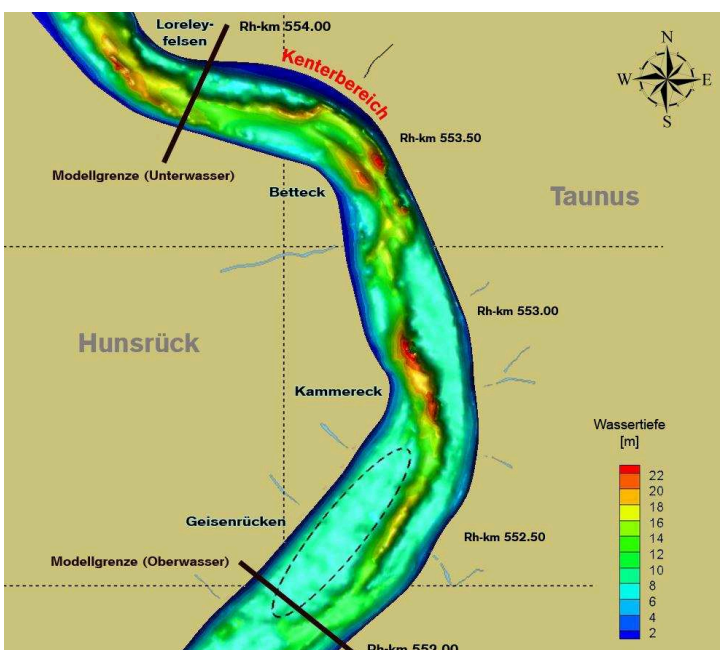 Loreley-
felsen
Rh-km 554.00
Kenterbereich
N
W
E
S
Rh-km 553.50
Modellgrenze (Unterwasser)
Betteck
Taunus
Rh-km 553.00
Hunsrück
Kammereck
Wassertiefe
[m]
22
20
18
16
14
12
10
8
6
4
2
Geisenrücken
Rh-km 552.50
Modellgrenze (Oberwasser)
Rh-km 552.00